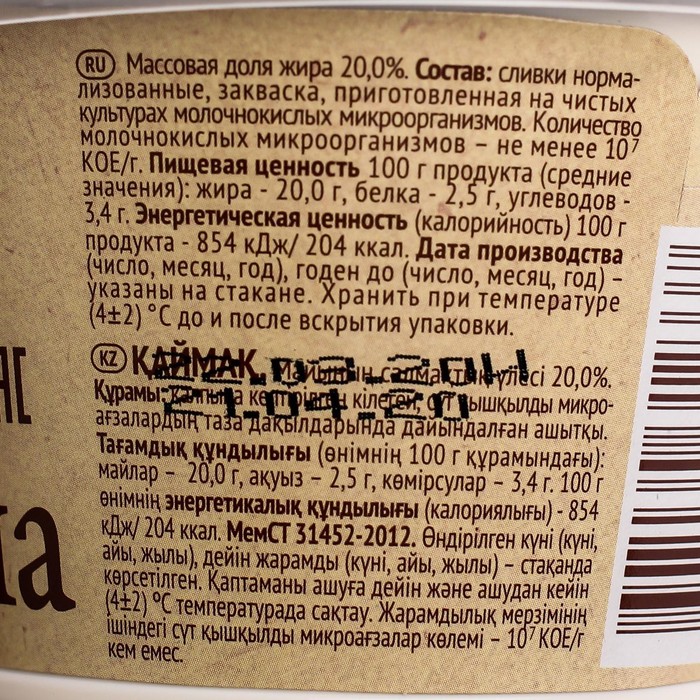 RU Массовая доля жира 20,0%. Состав: сливки норма-
лизованные, закваска, приготовленная на чистых
культурах молочнокислых микроорганизмов. Количество
молочнокислых микроорганизмов – не менее 10⁷
КОЕ/г. Пищевая ценность 100 г продукта (средние
значения): жира - 20,0 г, белка - 2,5 г, углеводов -
3,4 г. Энергетическая ценность (калорийность) 100 г
продукта - 854 кДж/ 204 ккал. Дата производства
(число, месяц, год), годен до (число, месяц, год) –
указаны на стакане. Хранить при температуре
(4±2) °С до и после вскрытия упаковки.
KZ ҚАЙМАҚ. Майының салмақтық үлесі 20,0%.
Құрамы: қалпына келтірілген кілегей, сүт қышқылды микро-
ағзалардың таза дақылдарында дайындалған ашытқы.
Тағамдық құндылығы (өнімнің 100 г құрамындағы):
майлар – 20,0 г, ақуыз – 2,5 г, көмірсулар – 3,4 г. 100 г
өнімнің энергетикалық құндылығы (калориялығы) - 854
кДж/ 204 ккал. МемСТ 31452-2012. Өндірілген күні (күні,
айы, жылы), дейін жарамды (күні, айы, жылы) – стақанда
көрсетілген. Қаптаманы ашуға дейін және ашудан кейін
(4±2) °С температурада сақтау. Жарамдылық мерзімінің
ішіндегі сүт қышқылды микроағзалар көлемі – 10⁷ КОЕ/г
кем емес.